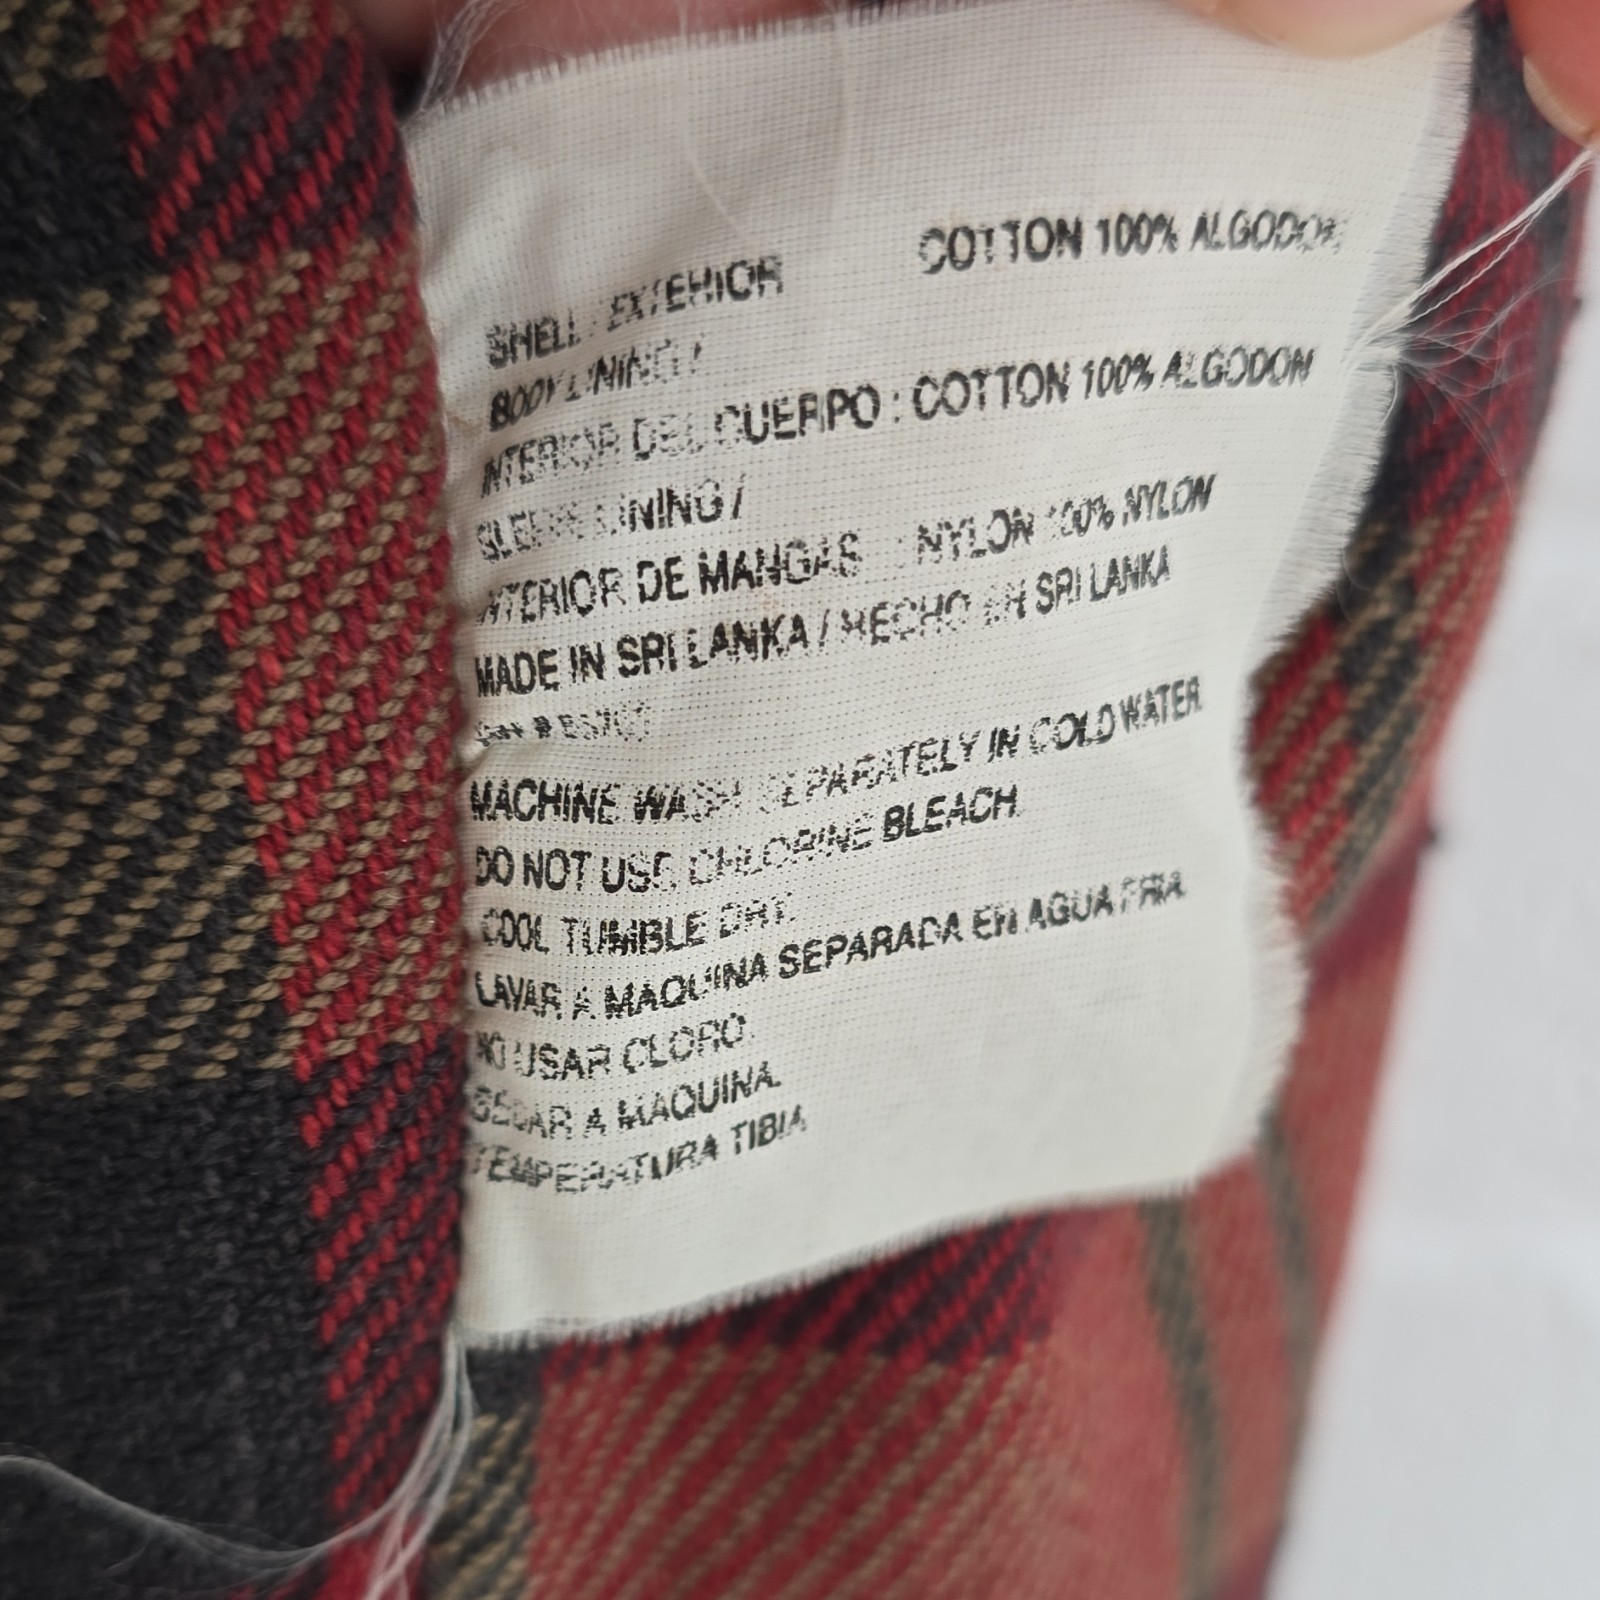 SHELL / EXTERIOR COTTON 100% ALGODON
BODY LINING /
INTERIOR DEL CUERPO : COTTON 100% ALGODON
SLEEVE LINING /
INTERIOR DE MANGAS : NYLON 100% NYLON
MADE IN SRI LANKA / HECHO EN SRI LANKA
MACHINE WASH SEPARATELY IN COLD WATER.
DO NOT USE CHLORINE BLEACH.
COOL TUMBLE DRY.
LAVAR A MAQUINA SEPARADA EN AGUA FRIA.
NO USAR CLORO.
SECAR A MAQUINA.
TEMPERATURA TIBIA